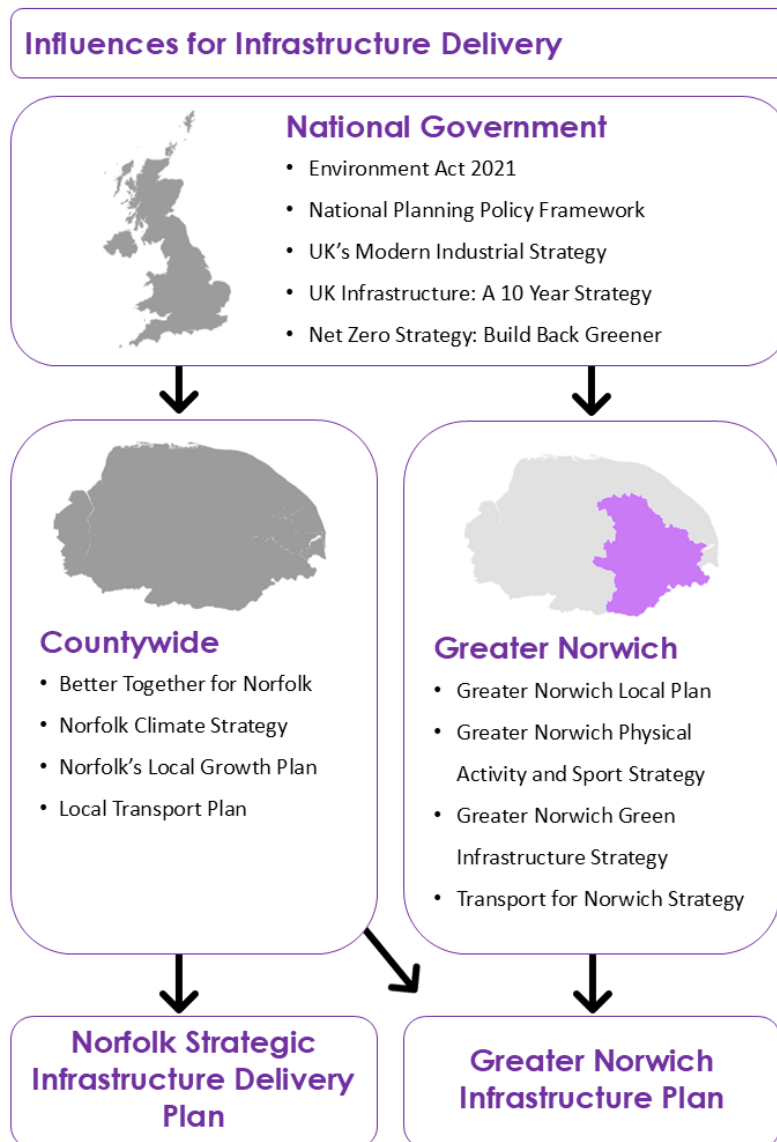 Influences for Infrastructure Delivery
National Government
• Environment Act 2021
• National Planning Policy Framework
• UK’s Modern Industrial Strategy
• UK Infrastructure: A 10 Year Strategy
• Net Zero Strategy: Build Back Greener
Countywide
• Better Together for Norfolk
• Norfolk Climate Strategy
• Norfolk’s Local Growth Plan
• Local Transport Plan
Greater Norwich
• Greater Norwich Local Plan
• Greater Norwich Physical
Activity and Sport Strategy
• Greater Norwich Green
Infrastructure Strategy
• Transport for Norwich Strategy
Norfolk Strategic
Infrastructure Delivery
Plan
Greater Norwich
Infrastructure Plan